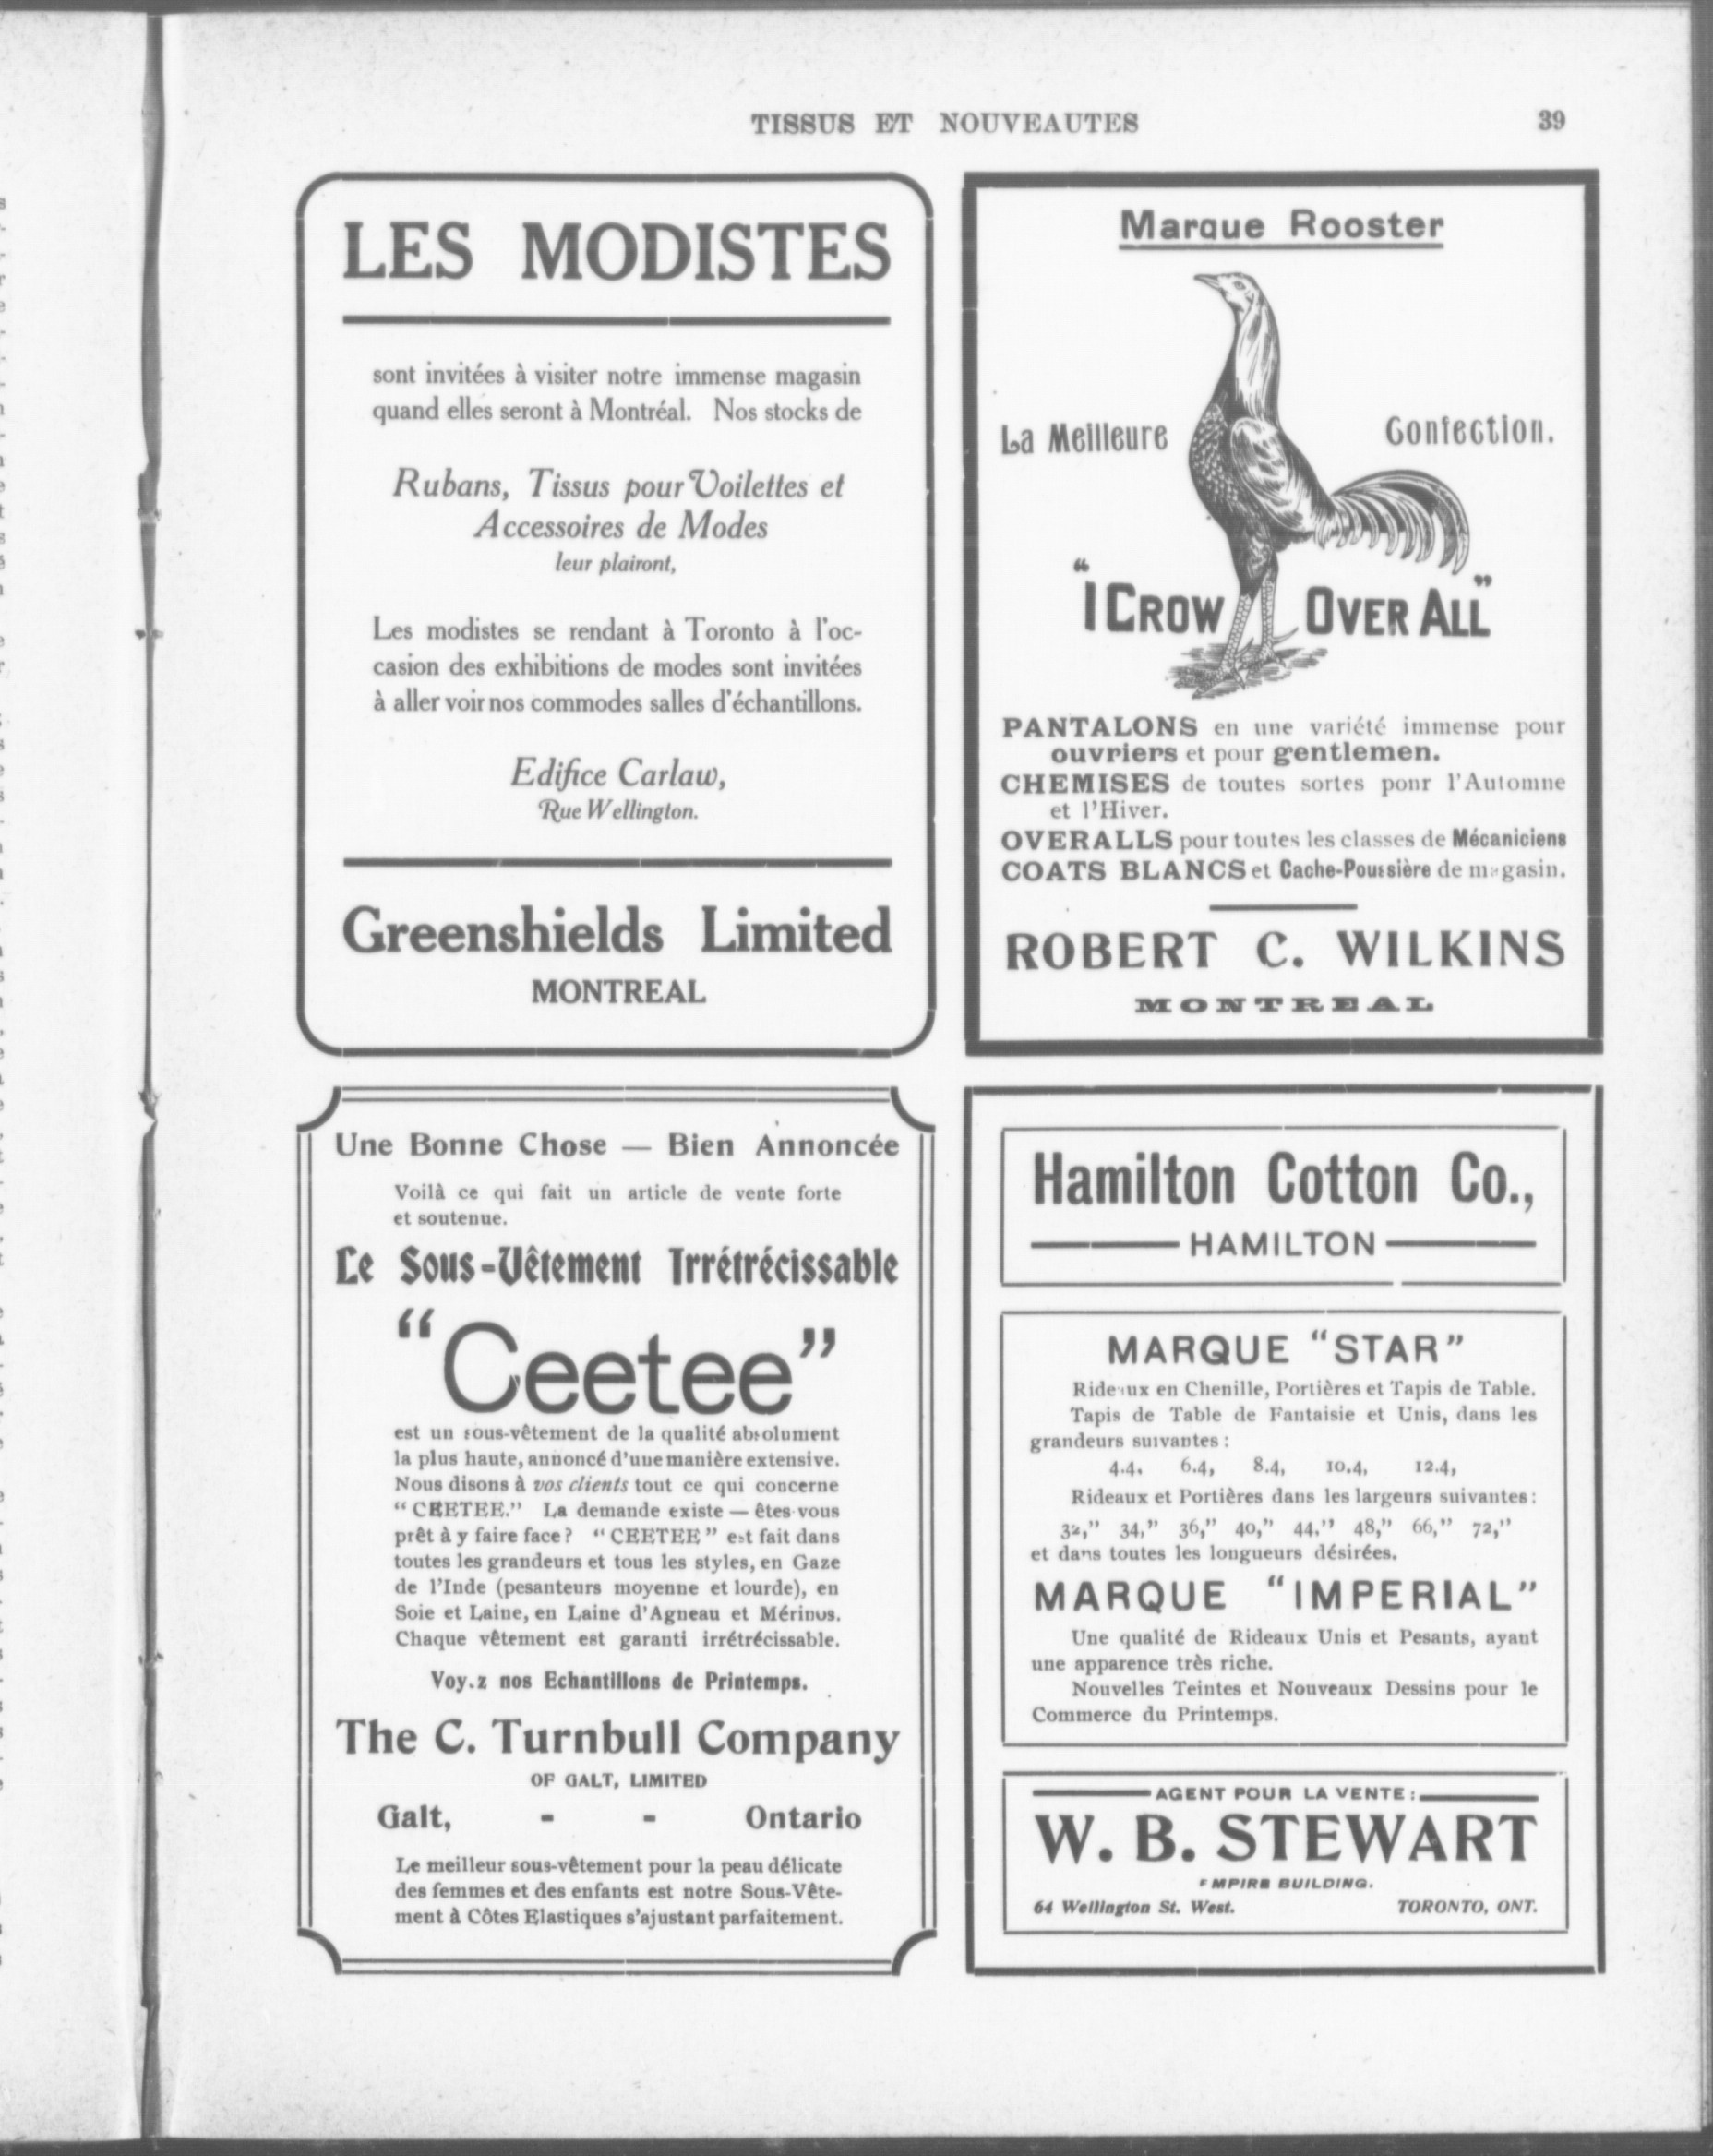 TISSUS ET NOUVEAUTES 39
LES MODISTES
sont invitées à visiter notre immense magasin
quand elles seront à Montréal. Nos stocks de
Rubans, Tissus pour Voilettes et
Accessoires de Modes
leur plairont,
Les modistes se rendant à Toronto à l'oc-
casion des exhibitions de modes sont invitées
à aller voir nos commodes salles d'échantillons.
Edifice Carlaw,
Rue Wellington.
Greenshields Limited
MONTREAL
Marque Rooster
La Meilleure Confection.
"I CROW OVER ALL"
PANTALONS en une variété immense pour
ouvriers et pour gentlemen.
CHEMISES de toutes sortes ponr l'Automne
et l'Hiver.
OVERALLS pour toutes les classes de Mécaniciens
COATS BLANCS et Cache-Poussière de magasin.
ROBERT C. WILKINS
MONTREAL
Une Bonne Chose — Bien Annoncée
Voilà ce qui fait un article de vente forte
et soutenue.
Le Sous-Vêtement Irrétrécissable
"Ceetee"
est un sous-vêtement de la qualité absolument
la plus haute, annoncé d'une manière extensive.
Nous disons à vos clients tout ce qui concerne
"CEETEE." La demande existe — êtes-vous
prêt à y faire face? "CEETEE" est fait dans
toutes les grandeurs et tous les styles, en Gaze
de l'Inde (pesanteurs moyenne et lourde), en
Soie et Laine, en Laine d'Agneau et Mérinos.
Chaque vêtement est garanti irrétrécissable.
Voy.z nos Echantillons de Printemps.
The C. Turnbull Company
OF GALT, LIMITED
Galt, - - Ontario
Le meilleur sous-vêtement pour la peau délicate
des femmes et des enfants est notre Sous-Vête-
ment à Côtes Elastiques s'ajustant parfaitement.
Hamilton Cotton Co.,
HAMILTON
MARQUE "STAR"
Rideaux en Chenille, Portières et Tapis de Table.
Tapis de Table de Fantaisie et Unis, dans les
grandeurs suivantes:
4.4, 6.4, 8.4, 10.4, 12.4,
Rideaux et Portières dans les largeurs suivantes:
32," 34," 36," 40," 44," 48," 66," 72,"
et dans toutes les longueurs désirées.
MARQUE "IMPERIAL"
Une qualité de Rideaux Unis et Pesants, ayant
une apparence très riche.
Nouvelles Teintes et Nouveaux Dessins pour le
Commerce du Printemps.
AGENT POUR LA VENTE:
W. B. STEWART
EMPIRE BUILDING.
64 Wellington St. West. TORONTO, ONT.